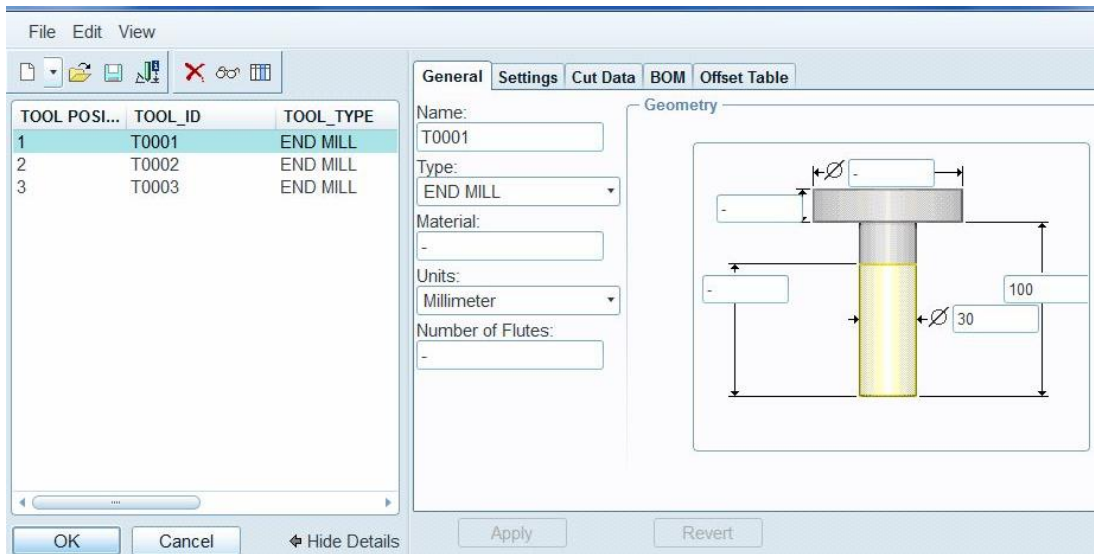 File Edit View
General Settings Cut Data BOM Offset Table
TOOL POSI... TOOL_ID TOOL_TYPE
1 T0001 END MILL
2 T0002 END MILL
3 T0003 END MILL
Name:
T0001
Type:
END MILL
Material:
-
Units:
Millimeter
Number of Flutes:
-
Geometry
Ø -
-
-
100
Ø 30
OK Cancel Hide Details
Apply Revert